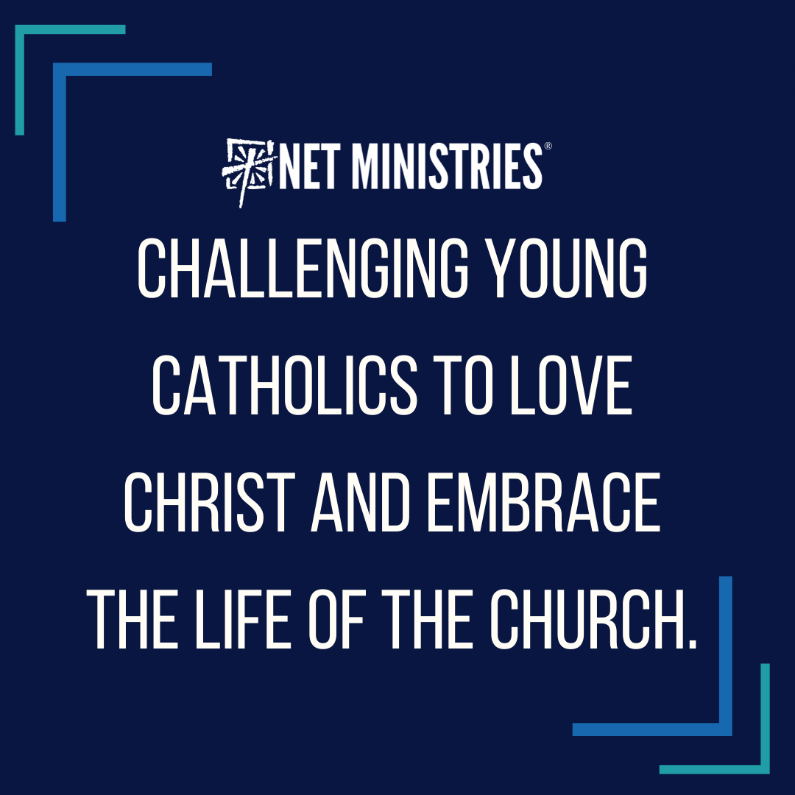 NET MINISTRIES®
CHALLENGING YOUNG
CATHOLICS TO LOVE
CHRIST AND EMBRACE
THE LIFE OF THE CHURCH.